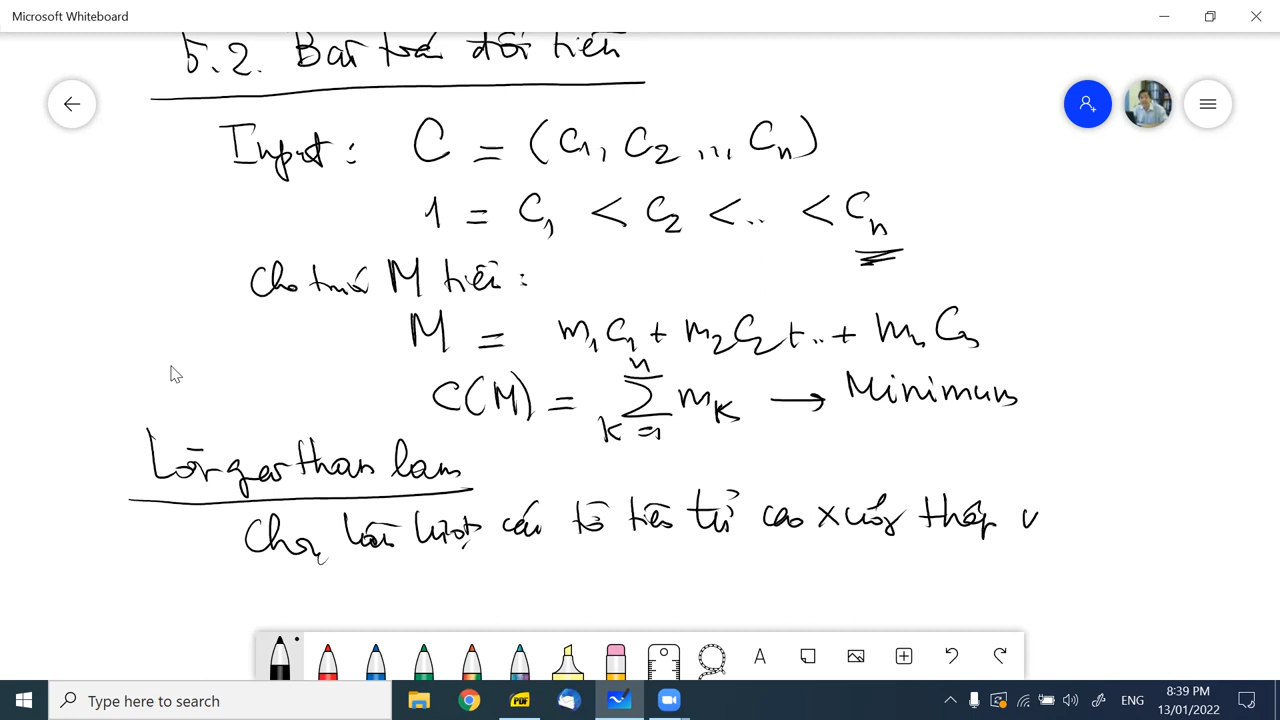 Microsoft Whiteboard
5.2. Bài toán đổi tiền
Input: C = (C1, C2 ..., Cn)
1 = C1 < C2 < .. < Cn
Cho trước M tiền:
M = m1C1 + m2C2 + .. + mnCn
C(M) = n∑k=1 mK → Minimum
Lời giải tham lam
Chọn lần lượt các tờ tiền từ cao xuống thấp v
A
Type here to search
PDF
ENG
8:39 PM
13/01/2022